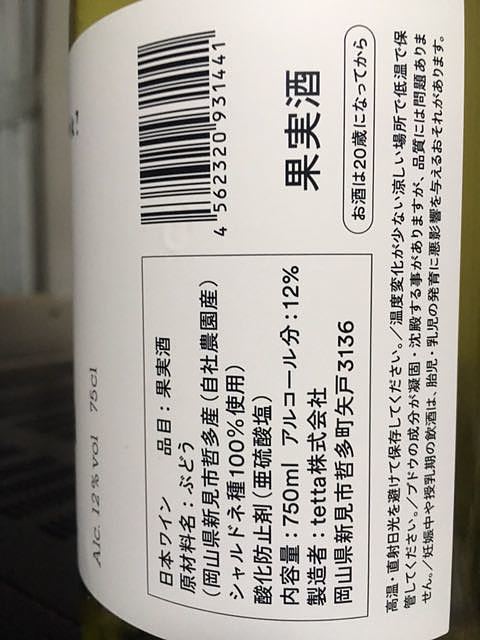 Alc. 12% vol 75cl
日本ワイン 品目：果実酒
原材料名：ぶどう
（岡山県新見市哲多産（自社農園産）
シャルドネ種100％使用）
酸化防止剤（亜硫酸塩）
内容量：750ml アルコール分：12％
製造者：tetta株式会社
岡山県新見市哲多町矢戸3136
4 562320 931441
果実酒
お酒は20歳になってから
高温・直射日光を避けて保存してください。／温度変化が少ない涼しい場所で低温で保
管してください。／ブドウの成分が凝固・沈殿する事がありますが、品質には問題ありま
せん。／妊娠中や授乳期の飲酒は、胎児・乳児の発育に悪影響を与えるおそれがあります。